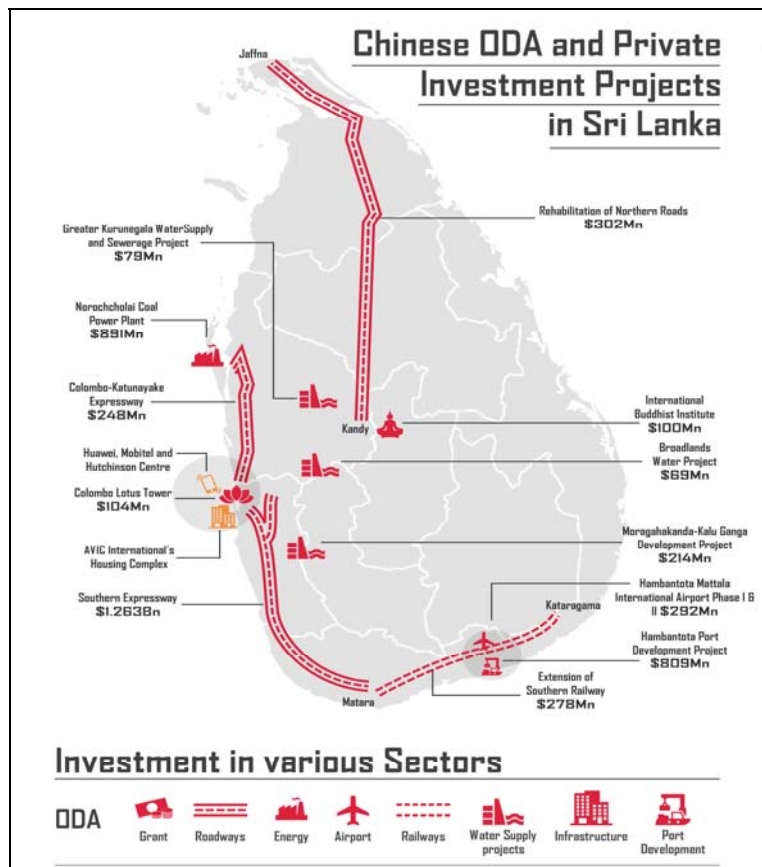 Chinese ODA and Private
Investment Projects
in Sri Lanka
Jaffna
Rehabilitation of Northern Roads
$302Mn
Greater Kurunegala WaterSupply
and Sewerage Project
$79Mn
Norochcholai Coal
Power Plant
$891Mn
Colombo-Katunayake
Expressway
$248Mn
Kandy
International
Buddhist Institute
$100Mn
Huawei, Mobitel and
Hutchinson Centre
Broadlands
Water Project
$69Mn
Colombo Lotus Tower
$104Mn
Moragahakanda-Kalu Ganga
Development Project
$214Mn
AVIC International's
Housing Complex
Hambantota Mattala
International Airport Phase I &
II $292Mn
Southern Expressway
$1.263Bn
Kataragama
Hambantota Port
Development Project
$809Mn
Matara
Extension of
Southern Railway
$278Mn
Investment in various Sectors
ODA
Grant
Roadways
Energy
Airport
Railways
Water Supply
projects
Infrastructure
Port
Development